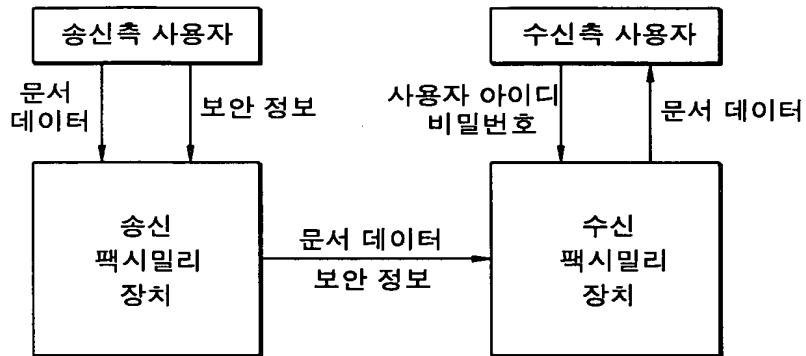 송신측 사용자
수신측 사용자
문서
데이터
보안 정보
사용자 아이디
비밀번호
문서 데이터
송신
팩시밀리
장치
문서 데이터
보안 정보
수신
팩시밀리
장치